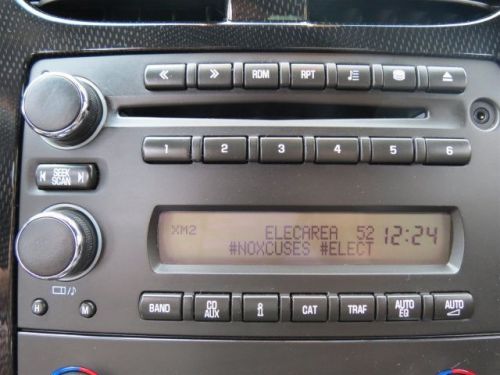 RDM RPT
1 2 3 4 5 6
SEEK
SCAN
XM2 ELECAREA 52 12:24
#NOXCUSES #ELECT
H M
BAND CD AUX i CAT TRAF AUTO EQ AUTO